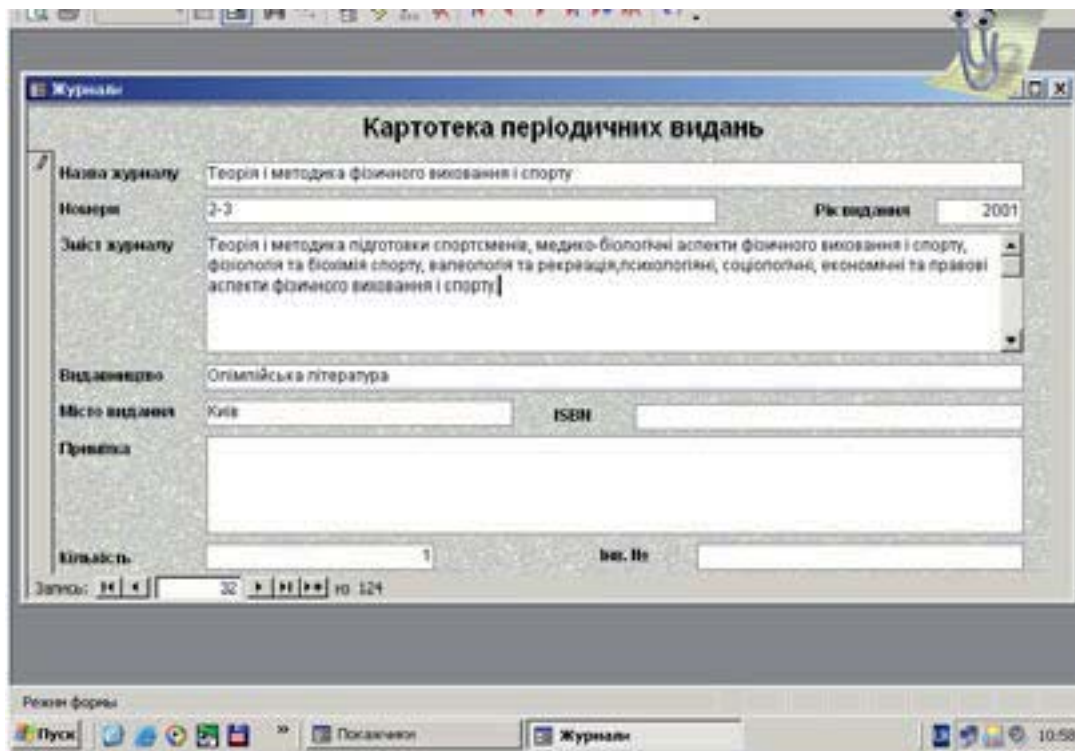 Журнали
Картотека періодичних видань
Назва журналу Теорія і методика фізичного виховання і спорту
Номери 2-3 Рік видання 2001
Зміст журналу Теорія і методика підготовки спортсменів, медико-біологічні аспекти фізичного виховання і спорту,
фізіологія та біохімія спорту, валеологія та рекреація,психологіяні, соціологічні, економічні та правові
аспекти фізичного виховання і спорту.
Видавництво Олімпійська література
Місто видання Київ ISBN
Примітка
Кількість 1 Інв. №
Запись: 32 из 124
Режим формы
Пуск » Покажчики Журнали 10:58